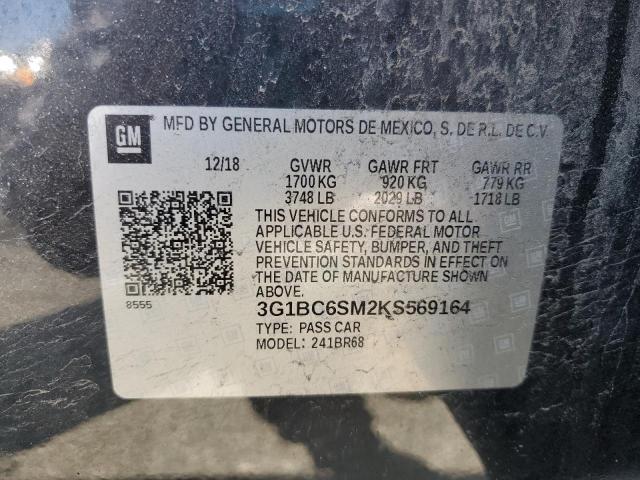 GM
MFD BY GENERAL MOTORS DE MEXICO, S. DE R.L. DE C.V.
12/18 GVWR GAWR FRT GAWR RR
1700 KG 920 KG 779 KG
3748 LB 2029 LB 1718 LB
THIS VEHICLE CONFORMS TO ALL
APPLICABLE U.S. FEDERAL MOTOR
VEHICLE SAFETY, BUMPER, AND THEFT
PREVENTION STANDARDS IN EFFECT ON
THE DATE OF MANUFACTURE SHOWN
ABOVE.
8555
3G1BC6SM2KS569164
TYPE: PASS CAR
MODEL: 241BR68